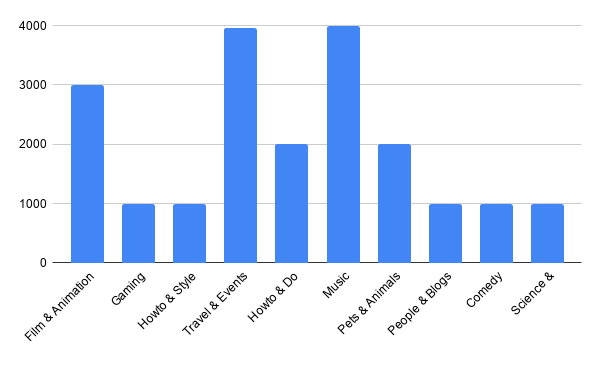 4000
3000
2000
1000
0
Film & Animation
Gaming
Howto & Style
Travel & Events
Howto & Do
Music
Pets & Animals
People & Blogs
Comedy
Science &